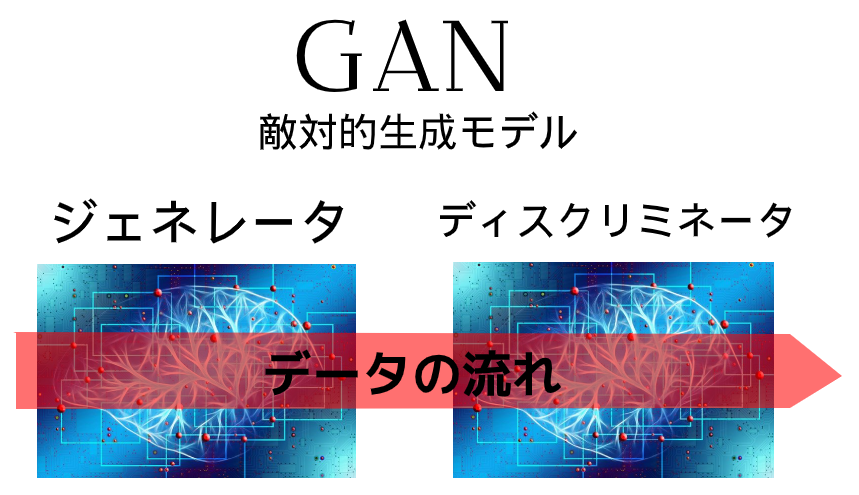 GAN
敵対的生成モデル
ジェネレータ
ディスクリミネータ
データの流れ